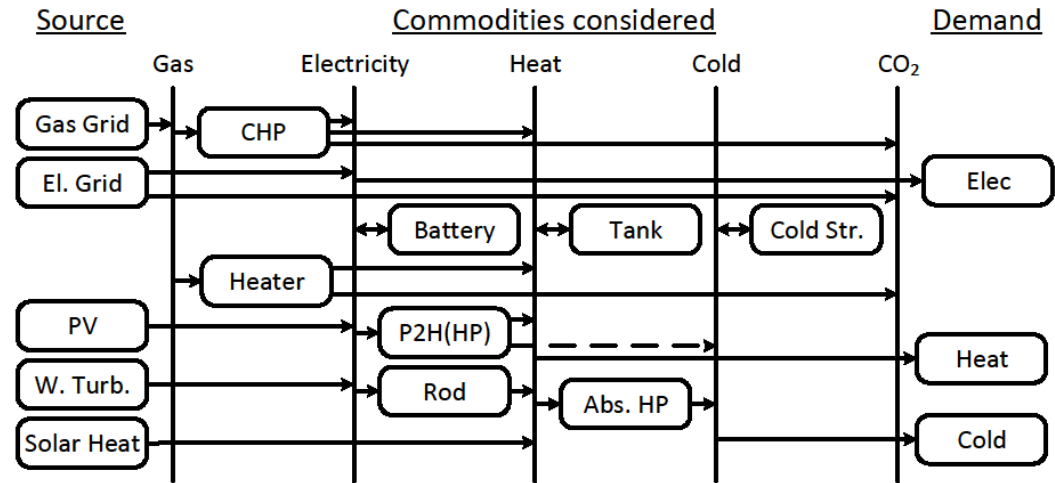 Source Commodities considered Demand
Gas Electricity Heat Cold CO₂
Gas Grid CHP
El. Grid Elec
Battery Tank Cold Str.
Heater
PV P2H(HP) Heat
W. Turb. Rod Abs. HP
Solar Heat Cold